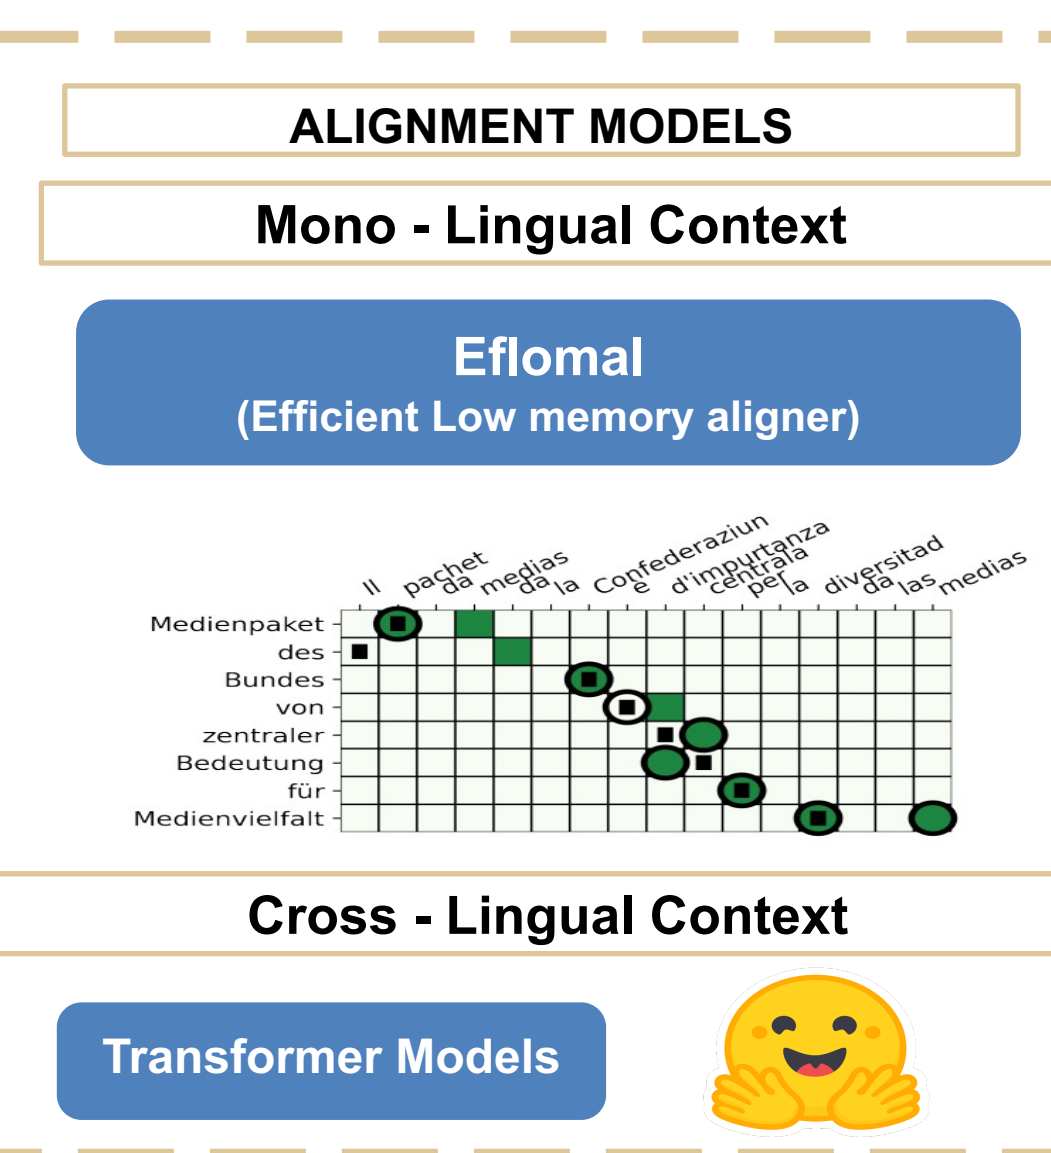 ALIGNMENT MODELS
Mono - Lingual Context
Eflomal
(Efficient Low memory aligner)
Il pachet da medias da la Confederaziun e d'impurtanza centrala per la diversitad da las medias
Medienpaket
des
Bundes
von
zentraler
Bedeutung
für
Medienvielfalt
Cross - Lingual Context
Transformer Models